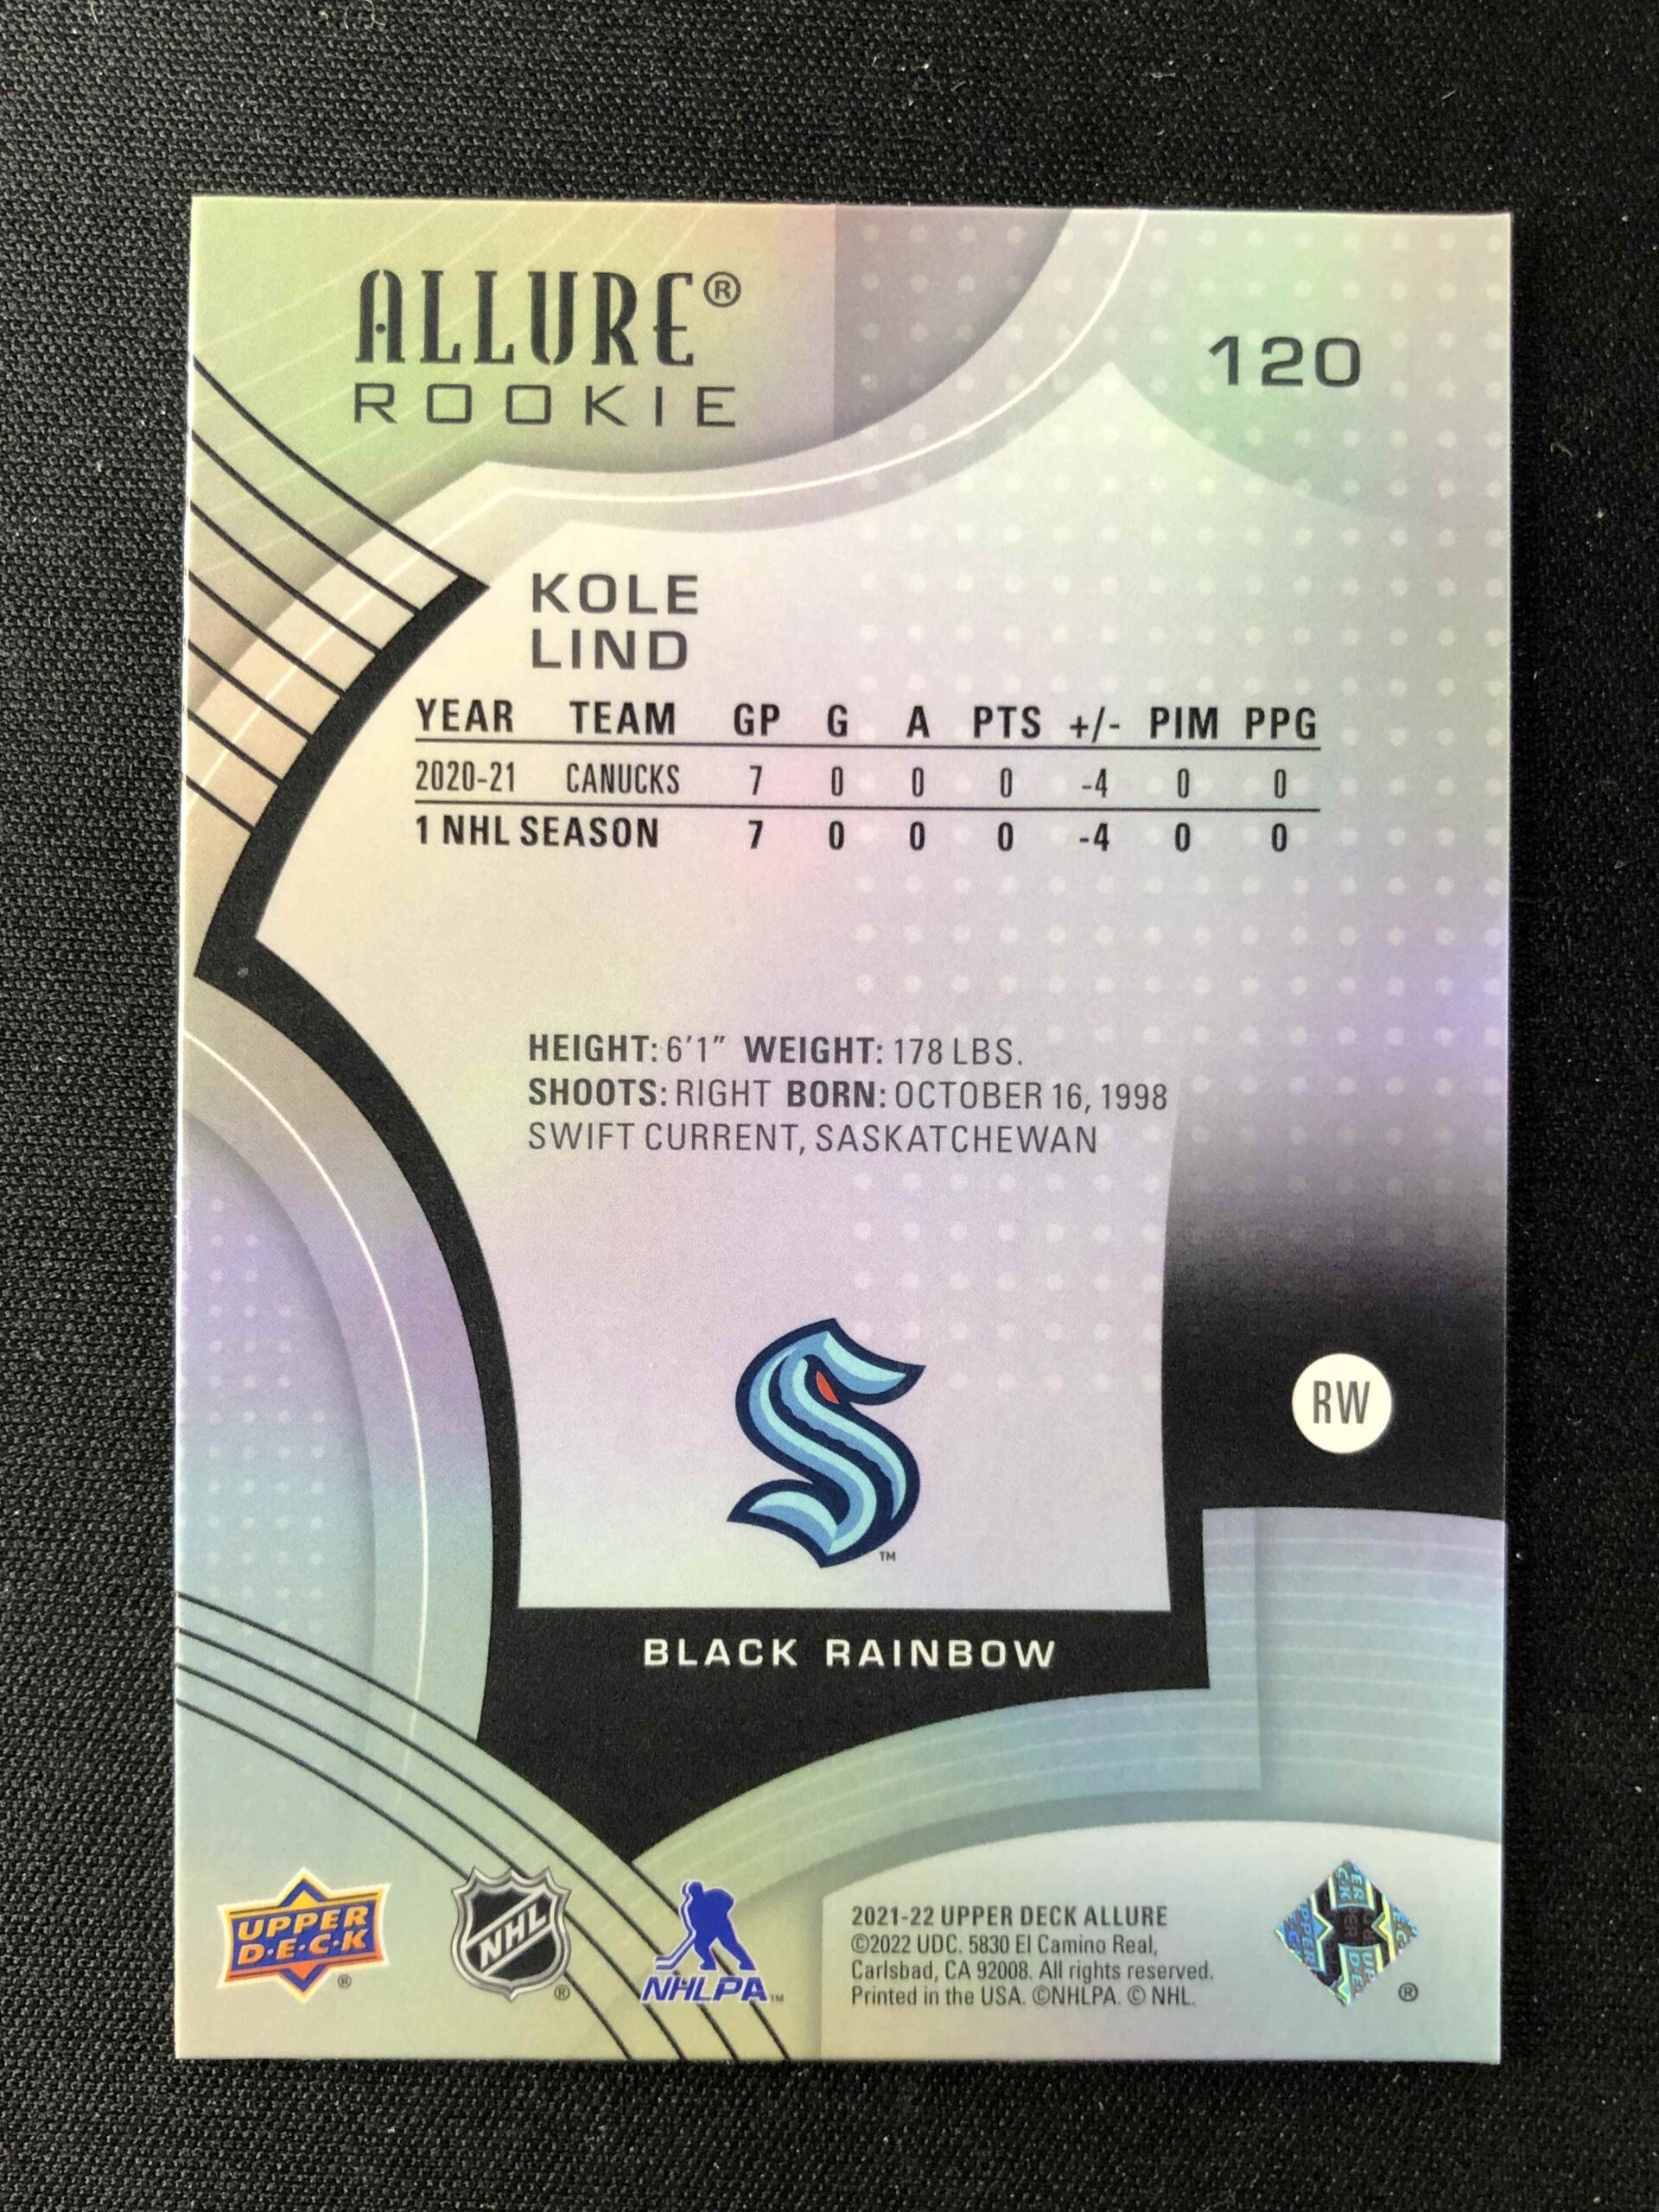 ALLURE®
ROOKIE
120
KOLE
LIND
YEAR TEAM GP G A PTS +/- PIM PPG
2020-21 CANUCKS 7 0 0 0 -4 0 0
1 NHL SEASON 7 0 0 0 -4 0 0
HEIGHT: 6'1" WEIGHT: 178 LBS.
SHOOTS: RIGHT BORN: OCTOBER 16, 1998
SWIFT CURRENT, SASKATCHEWAN
RW
TM
BLACK RAINBOW
UPPER
D·E·C·K
®
NHL
®
NHLPA
TM
2021-22 UPPER DECK ALLURE
©2022 UDC. 5830 El Camino Real,
Carlsbad, CA 92008. All rights reserved.
Printed in the USA. ©NHLPA. © NHL.
®